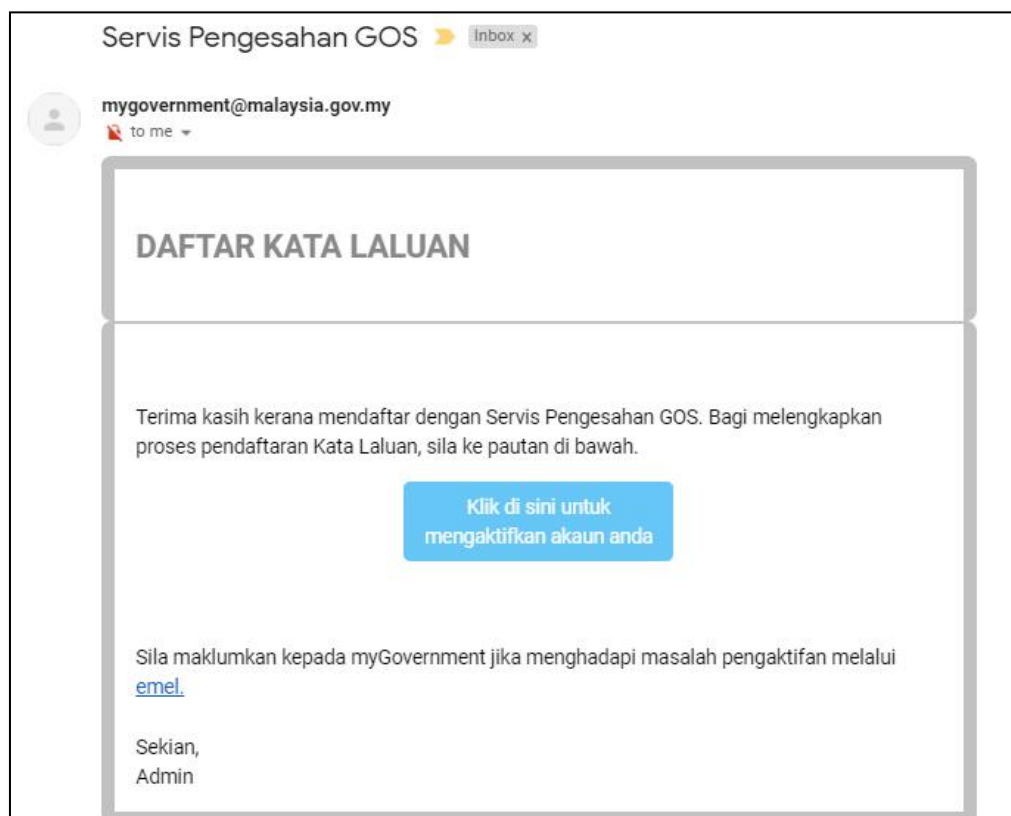 Servis Pengesahan GOS Inbox x
mygovernment@malaysia.gov.my
to me
DAFTAR KATA LALUAN
Terima kasih kerana mendaftar dengan Servis Pengesahan GOS. Bagi melengkapkan
proses pendaftaran Kata Laluan, sila ke pautan di bawah.
Klik di sini untuk
mengaktifkan akaun anda
Sila maklumkan kepada myGovernment jika menghadapi masalah pengaktifan melalui
emel.
Sekian,
Admin